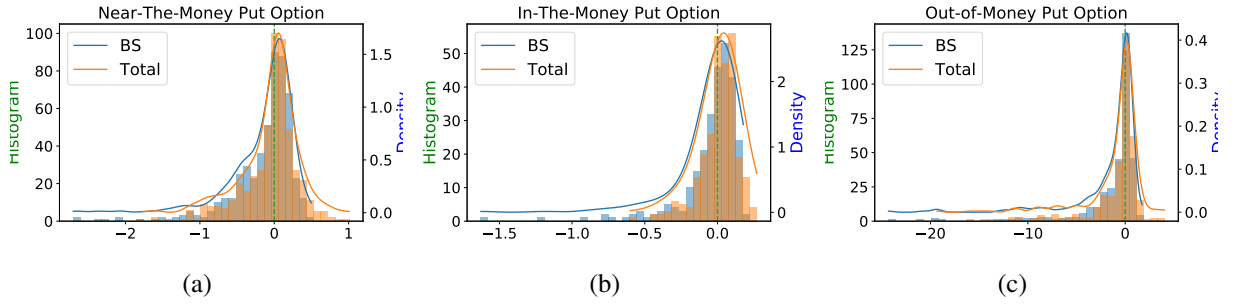 Near-The-Money Put Option
BS
Total
Histogram
Density
0
20
40
60
80
100
0.0
0.5
1.0
1.5
−2
−1
0
1
(a)
In-The-Money Put Option
BS
Total
Histogram
Density
0
10
20
30
40
50
0
1
2
−1.5
−1.0
−0.5
0.0
(b)
Out-of-Money Put Option
BS
Total
Histogram
Density
0
25
50
75
100
125
0.0
0.1
0.2
0.3
0.4
−20
−10
0
(c)